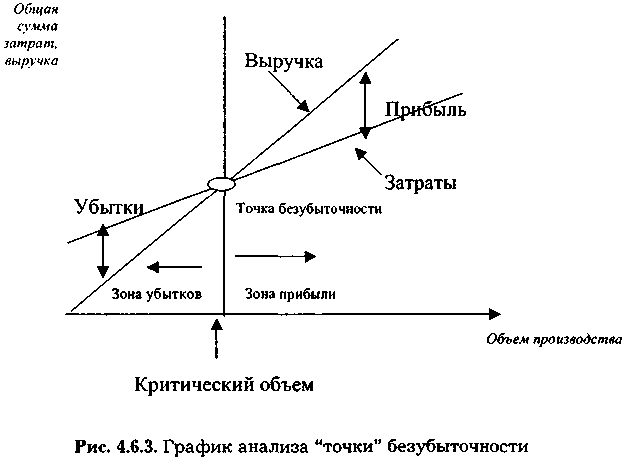 Общая
сумма
затрат,
выручка
Выручка
Прибыль
Затраты
Убытки
Точка безубыточности
Зона убытков
Зона прибыли
Объем производства
Критический объем
Рис. 4.6.3. График анализа “точки” безубыточности